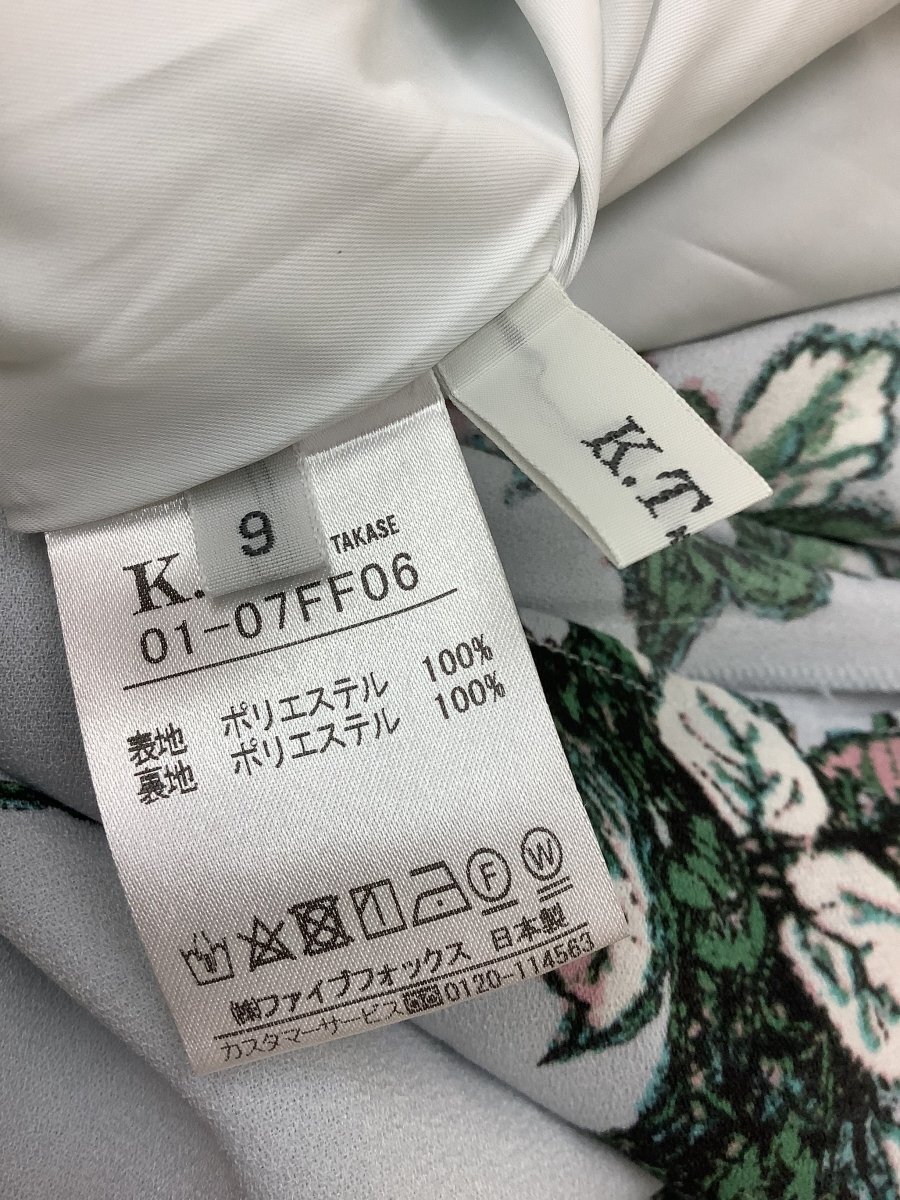 K.T
9
K.
TAKASE
01-07FF06
表地 ポリエステル 100%
裏地 ポリエステル 100%
F W
㈱ファイブフォックス 日本製
カスタマーサービス 0120-114563